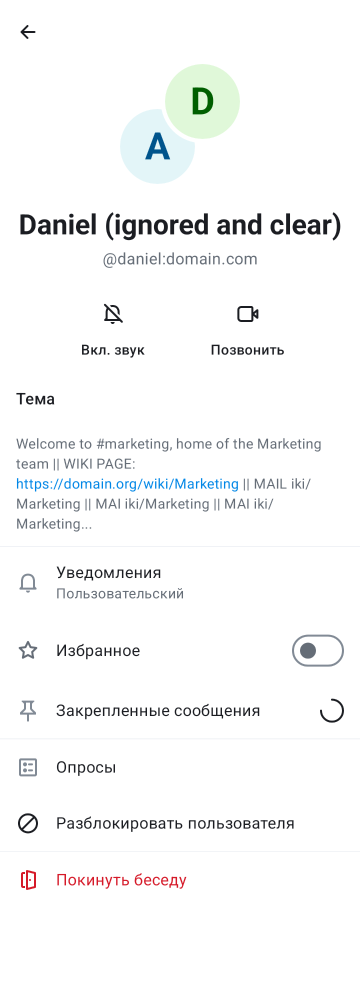 D
A
Daniel (ignored and clear)
@daniel:domain.com
Вкл. звук
Позвонить
Тема
Welcome to #marketing, home of the Marketing
team || WIKI PAGE:
https://domain.org/wiki/Marketing || MAIL iki/
Marketing || MAI iki/Marketing || MAI iki/
Marketing...
Уведомления
Пользовательский
Избранное
Закрепленные сообщения
Опросы
Разблокировать пользователя
Покинуть беседу